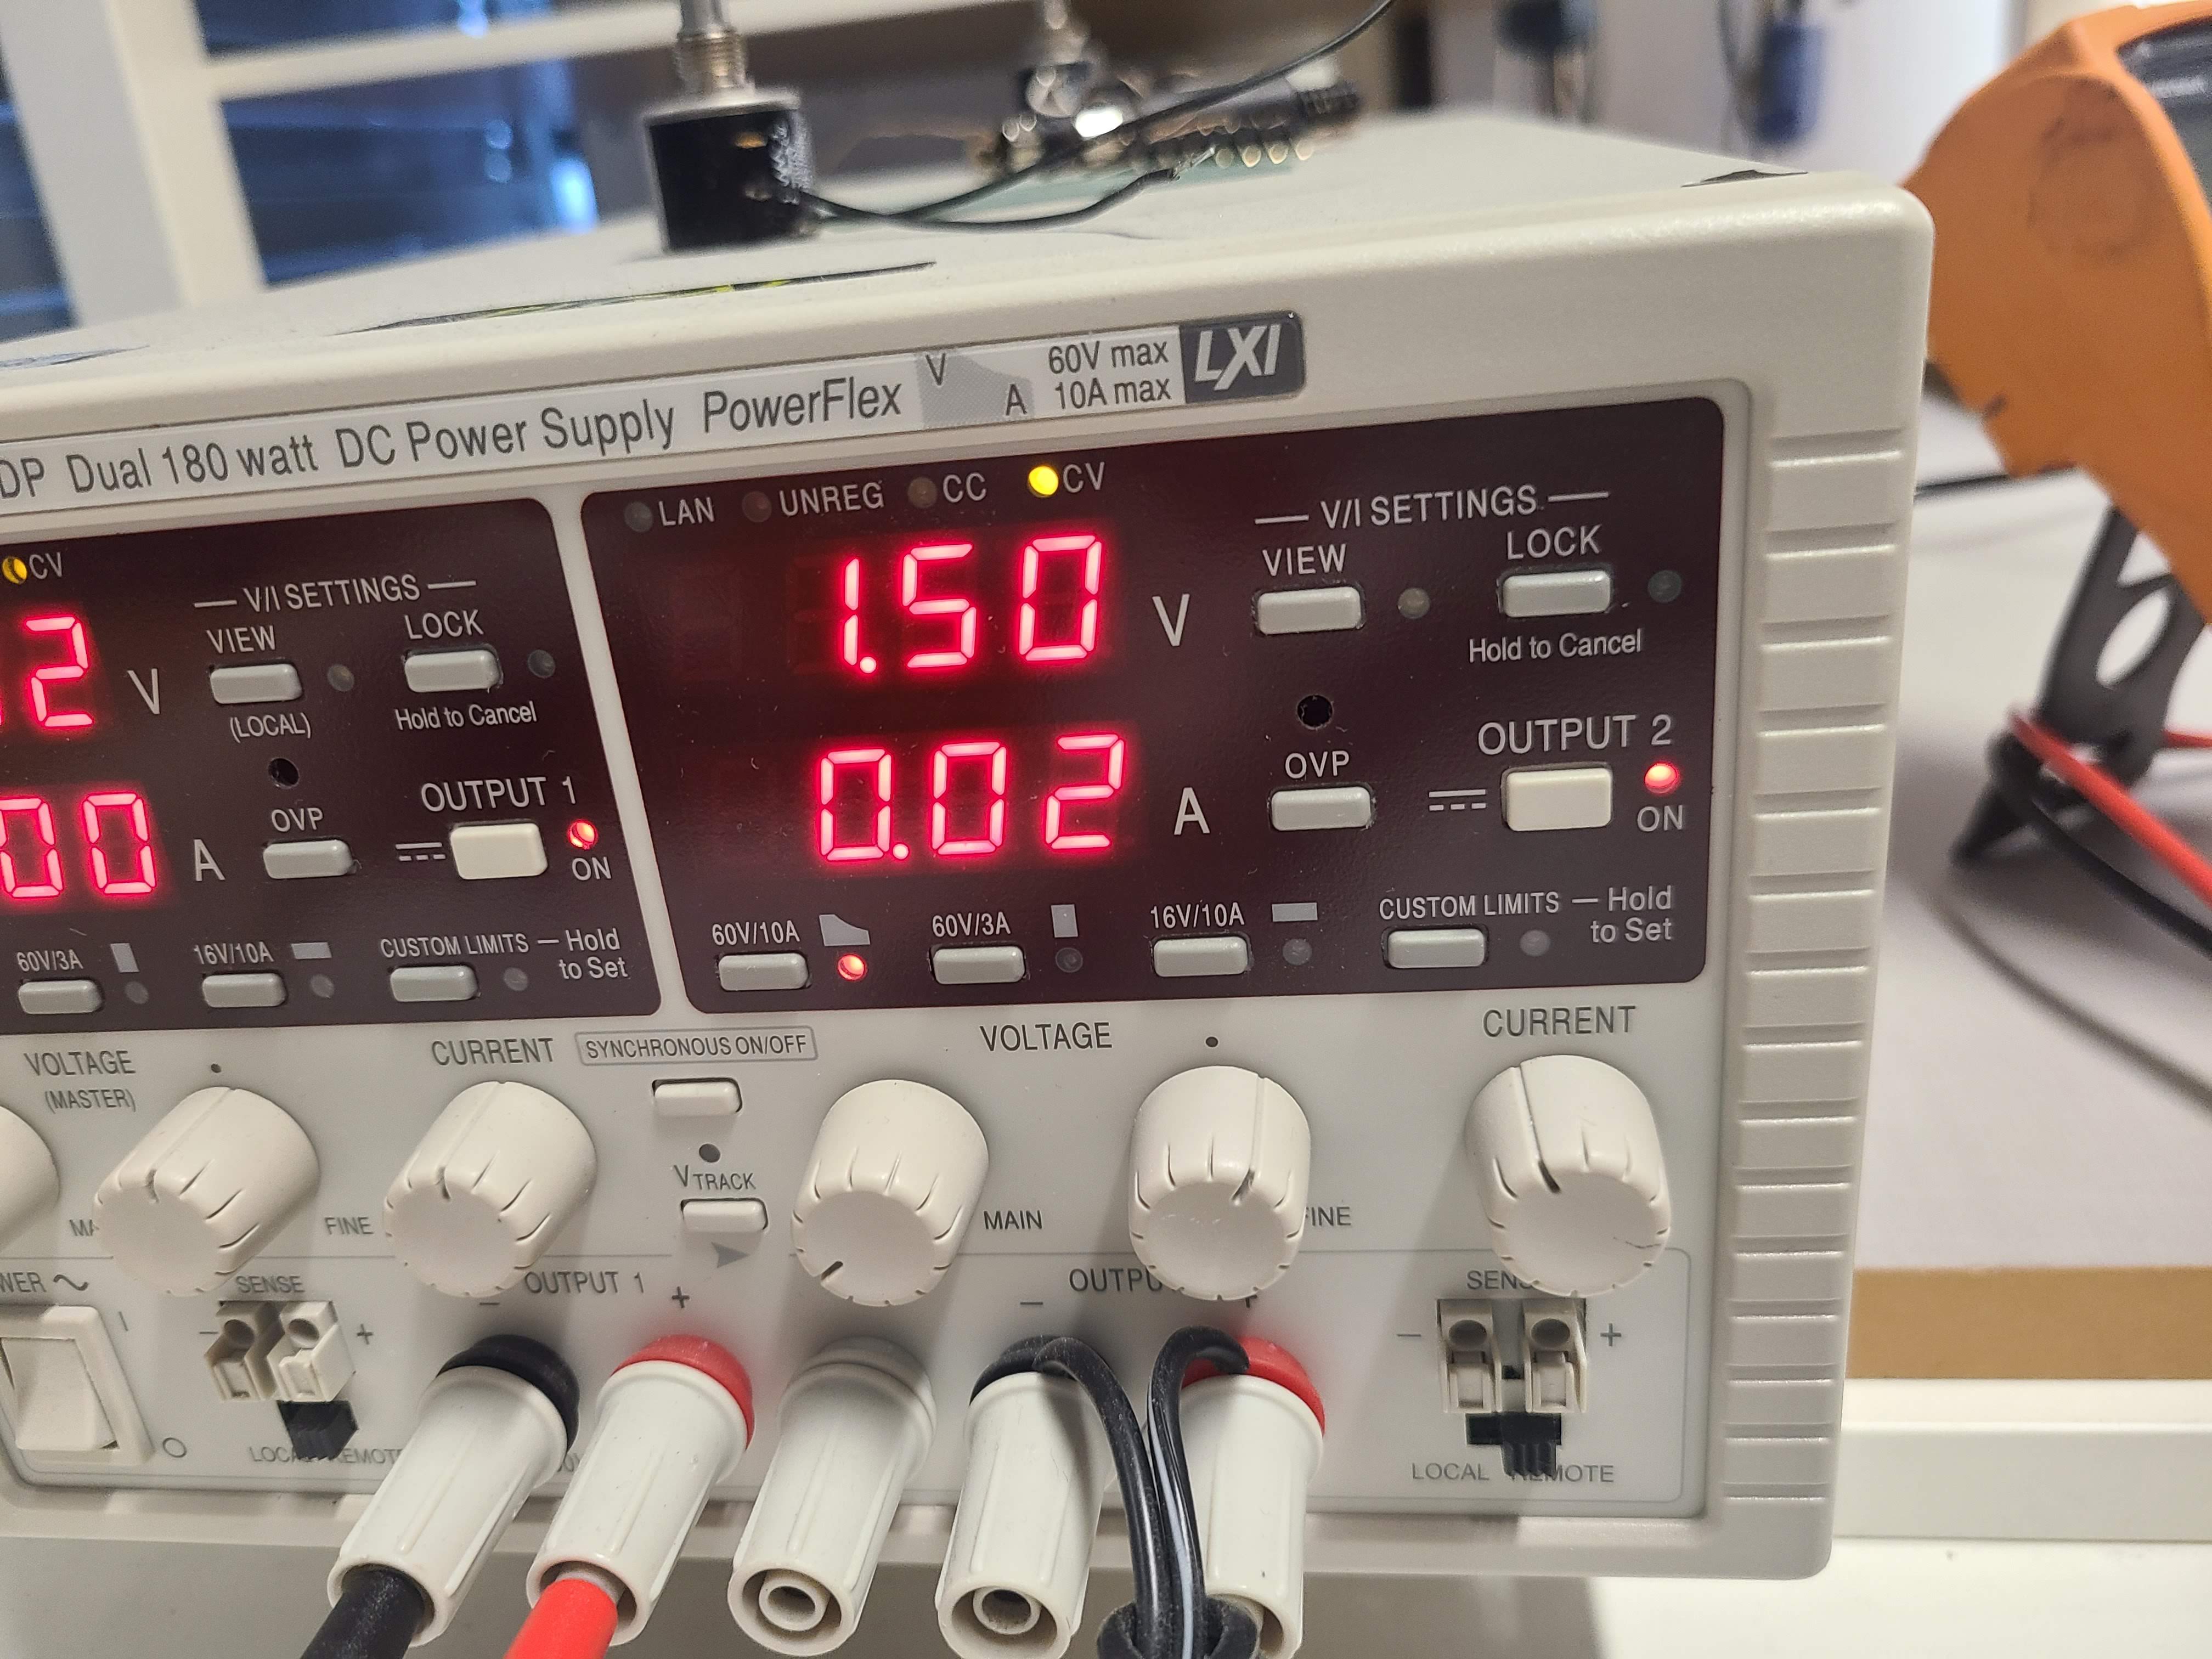 DP Dual 180 watt DC Power Supply PowerFlex
V
A
60V max
10A max
LXI
CV
2 V
00 A
V/I SETTINGS
VIEW
LOCK
(LOCAL)
Hold to Cancel
OVP
OUTPUT 1
ON
60V/3A
16V/10A
CUSTOM LIMITS — Hold
to Set
LAN
UNREG
CC
CV
1.50 V
0.02 A
V/I SETTINGS
VIEW
LOCK
Hold to Cancel
OVP
OUTPUT 2
ON
60V/10A
60V/3A
16V/10A
CUSTOM LIMITS — Hold
to Set
VOLTAGE
(MASTER)
CURRENT
FINE
SYNCHRONOUS ON/OFF
VTRACK
VOLTAGE
MAIN
CURRENT
SENSE
- +
OUTPUT 1
- +
- +
- +
LOCAL REMOTE